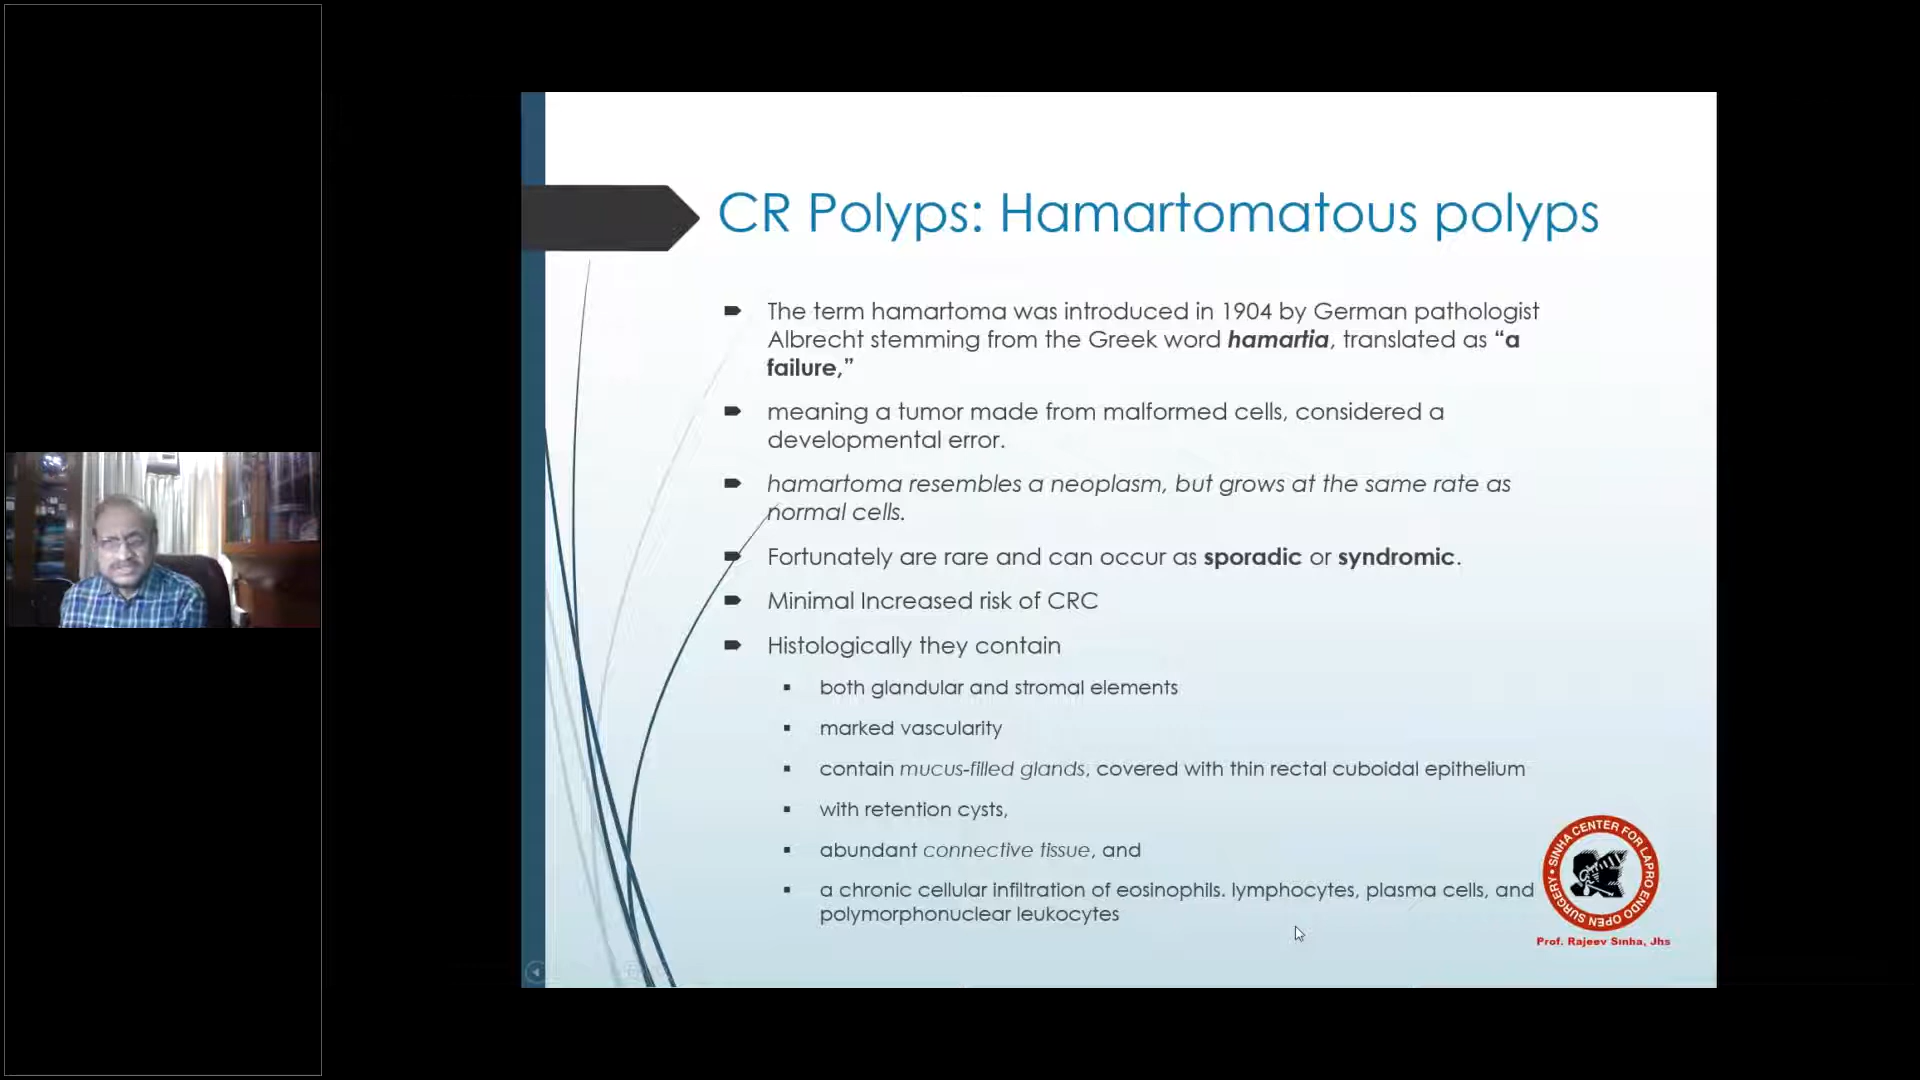 CR Polyps: Hamartomatous polyps
The term hamartoma was introduced in 1904 by German pathologist
Albrecht stemming from the Greek word hamartia, translated as “a
failure,”
meaning a tumor made from malformed cells, considered a
developmental error.
hamartoma resembles a neoplasm, but grows at the same rate as
normal cells.
Fortunately are rare and can occur as sporadic or syndromic.
Minimal Increased risk of CRC
Histologically they contain
both glandular and stromal elements
marked vascularity
contain mucus-filled glands, covered with thin rectal cuboidal epithelium
with retention cysts,
abundant connective tissue, and
a chronic cellular infiltration of eosinophils. lymphocytes, plasma cells, and
polymorphonuclear leukocytes
SINHA CENTER FOR LAPRO ENDO OPEN SURGERY
Prof. Rajeev Sinha, Jhs